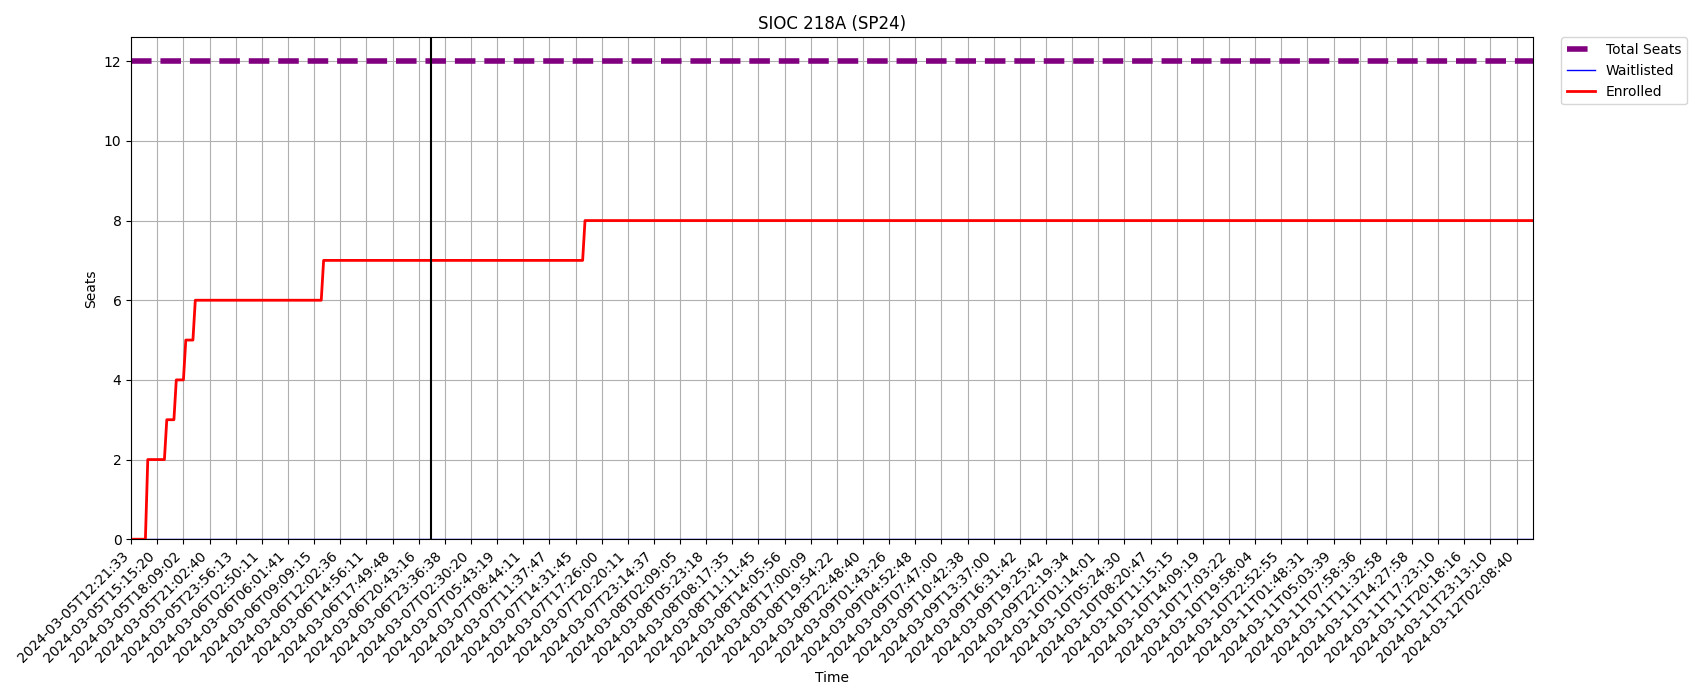 SIOC 218A (SP24)
Total Seats
Waitlisted
Enrolled
12
10
8
6
4
2
0
Seats
2024-03-05T12:21:33
2024-03-05T15:15:20
2024-03-05T18:09:02
2024-03-05T21:02:40
2024-03-05T23:56:13
2024-03-06T02:50:11
2024-03-06T06:01:41
2024-03-06T09:09:15
2024-03-06T12:02:36
2024-03-06T14:56:11
2024-03-06T17:49:48
2024-03-06T20:43:16
2024-03-06T23:36:38
2024-03-07T02:30:20
2024-03-07T05:43:19
2024-03-07T08:44:11
2024-03-07T11:37:47
2024-03-07T14:31:45
2024-03-07T17:26:00
2024-03-07T20:20:11
2024-03-07T23:14:37
2024-03-08T02:09:05
2024-03-08T05:23:18
2024-03-08T08:17:35
2024-03-08T11:11:45
2024-03-08T14:05:56
2024-03-08T17:00:09
2024-03-08T19:54:22
2024-03-08T22:48:40
2024-03-09T01:43:26
2024-03-09T04:52:48
2024-03-09T07:47:00
2024-03-09T10:42:38
2024-03-09T13:37:00
2024-03-09T16:31:42
2024-03-09T19:25:42
2024-03-09T22:19:34
2024-03-10T01:14:01
2024-03-10T05:24:30
2024-03-10T08:20:47
2024-03-10T11:15:15
2024-03-10T14:09:19
2024-03-10T17:03:22
2024-03-10T19:58:04
2024-03-10T22:52:55
2024-03-11T01:48:31
2024-03-11T05:03:39
2024-03-11T07:58:36
2024-03-11T11:32:58
2024-03-11T14:27:58
2024-03-11T17:23:10
2024-03-11T20:18:16
2024-03-11T23:13:10
2024-03-12T02:08:40
Time